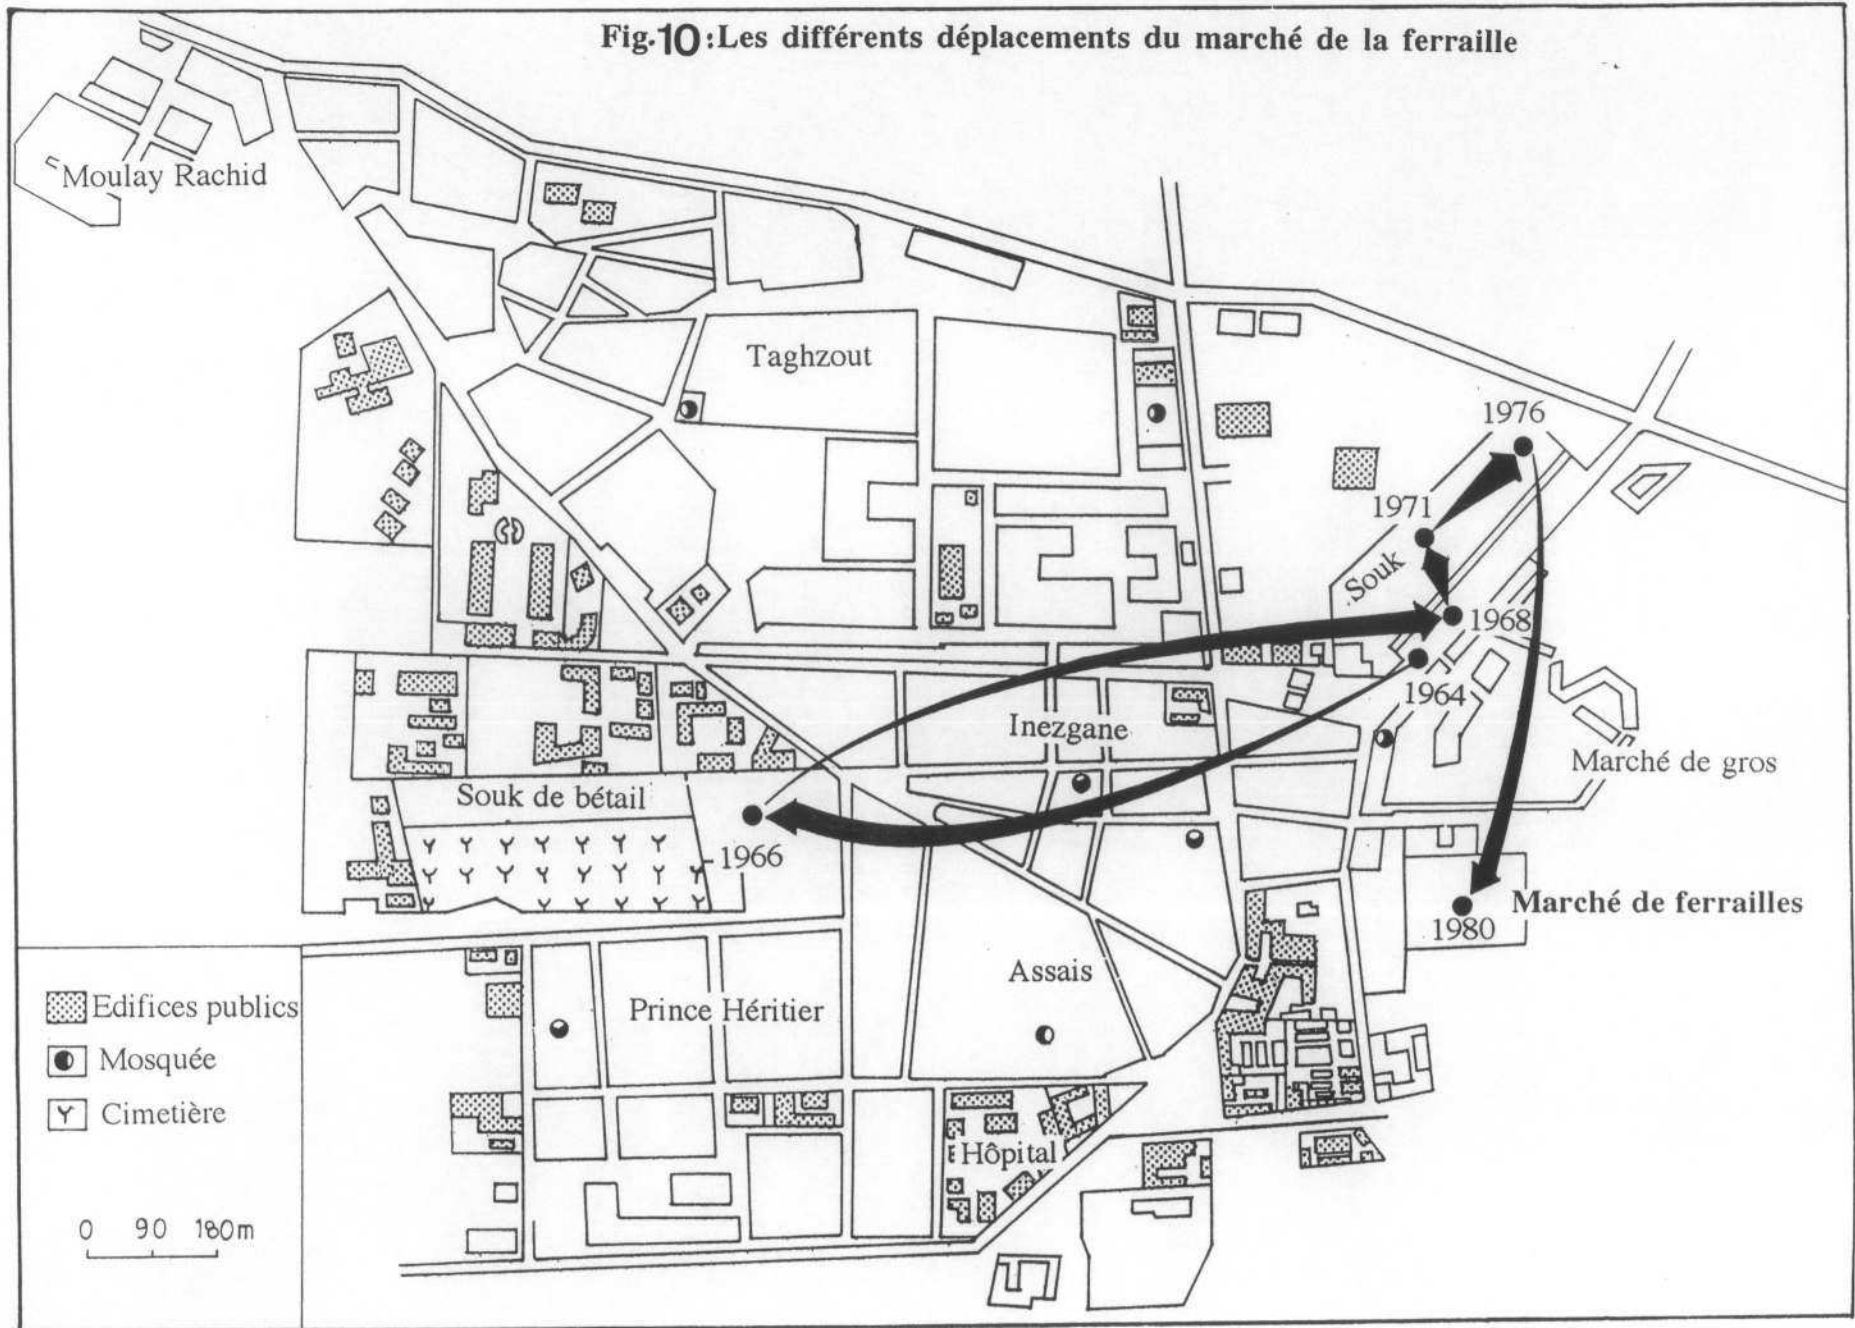 Fig.10:Les différents déplacements du marché de la ferraille
Moulay Rachid
Taghzout
1976
1971
Souk
1968
1964
Inezgane
Marché de gros
Souk de bétail
1966
Marché de ferrailles
1980
Assais
Prince Héritier
Hôpital
Edifices publics
Mosquée
Cimetière
0 90 180m